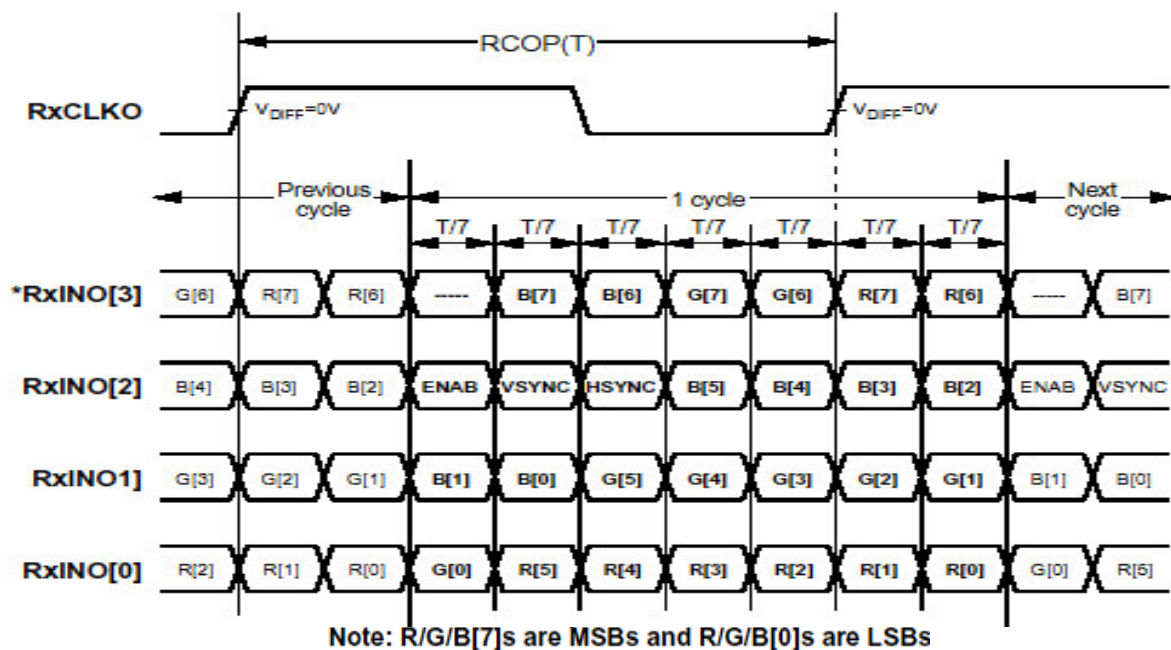 RCOP(T)
RxCLKO
VDIFF=0V VDIFF=0V
Previous cycle 1 cycle Next cycle
T/7 T/7 T/7 T/7 T/7 T/7 T/7
*RxINO[3] G[6] R[7] R[6] ----- B[7] B[6] G[7] G[6] R[7] R[6] ----- B[7]
RxINO[2] B[4] B[3] B[2] ENAB VSYNC HSYNC B[5] B[4] B[3] B[2] ENAB VSYNC
RxINO1] G[3] G[2] G[1] B[1] B[0] G[5] G[4] G[3] G[2] G[1] B[1] B[0]
RxINO[0] R[2] R[1] R[0] G[0] R[5] R[4] R[3] R[2] R[1] R[0] G[0] R[5]
Note: R/G/B[7]s are MSBs and R/G/B[0]s are LSBs